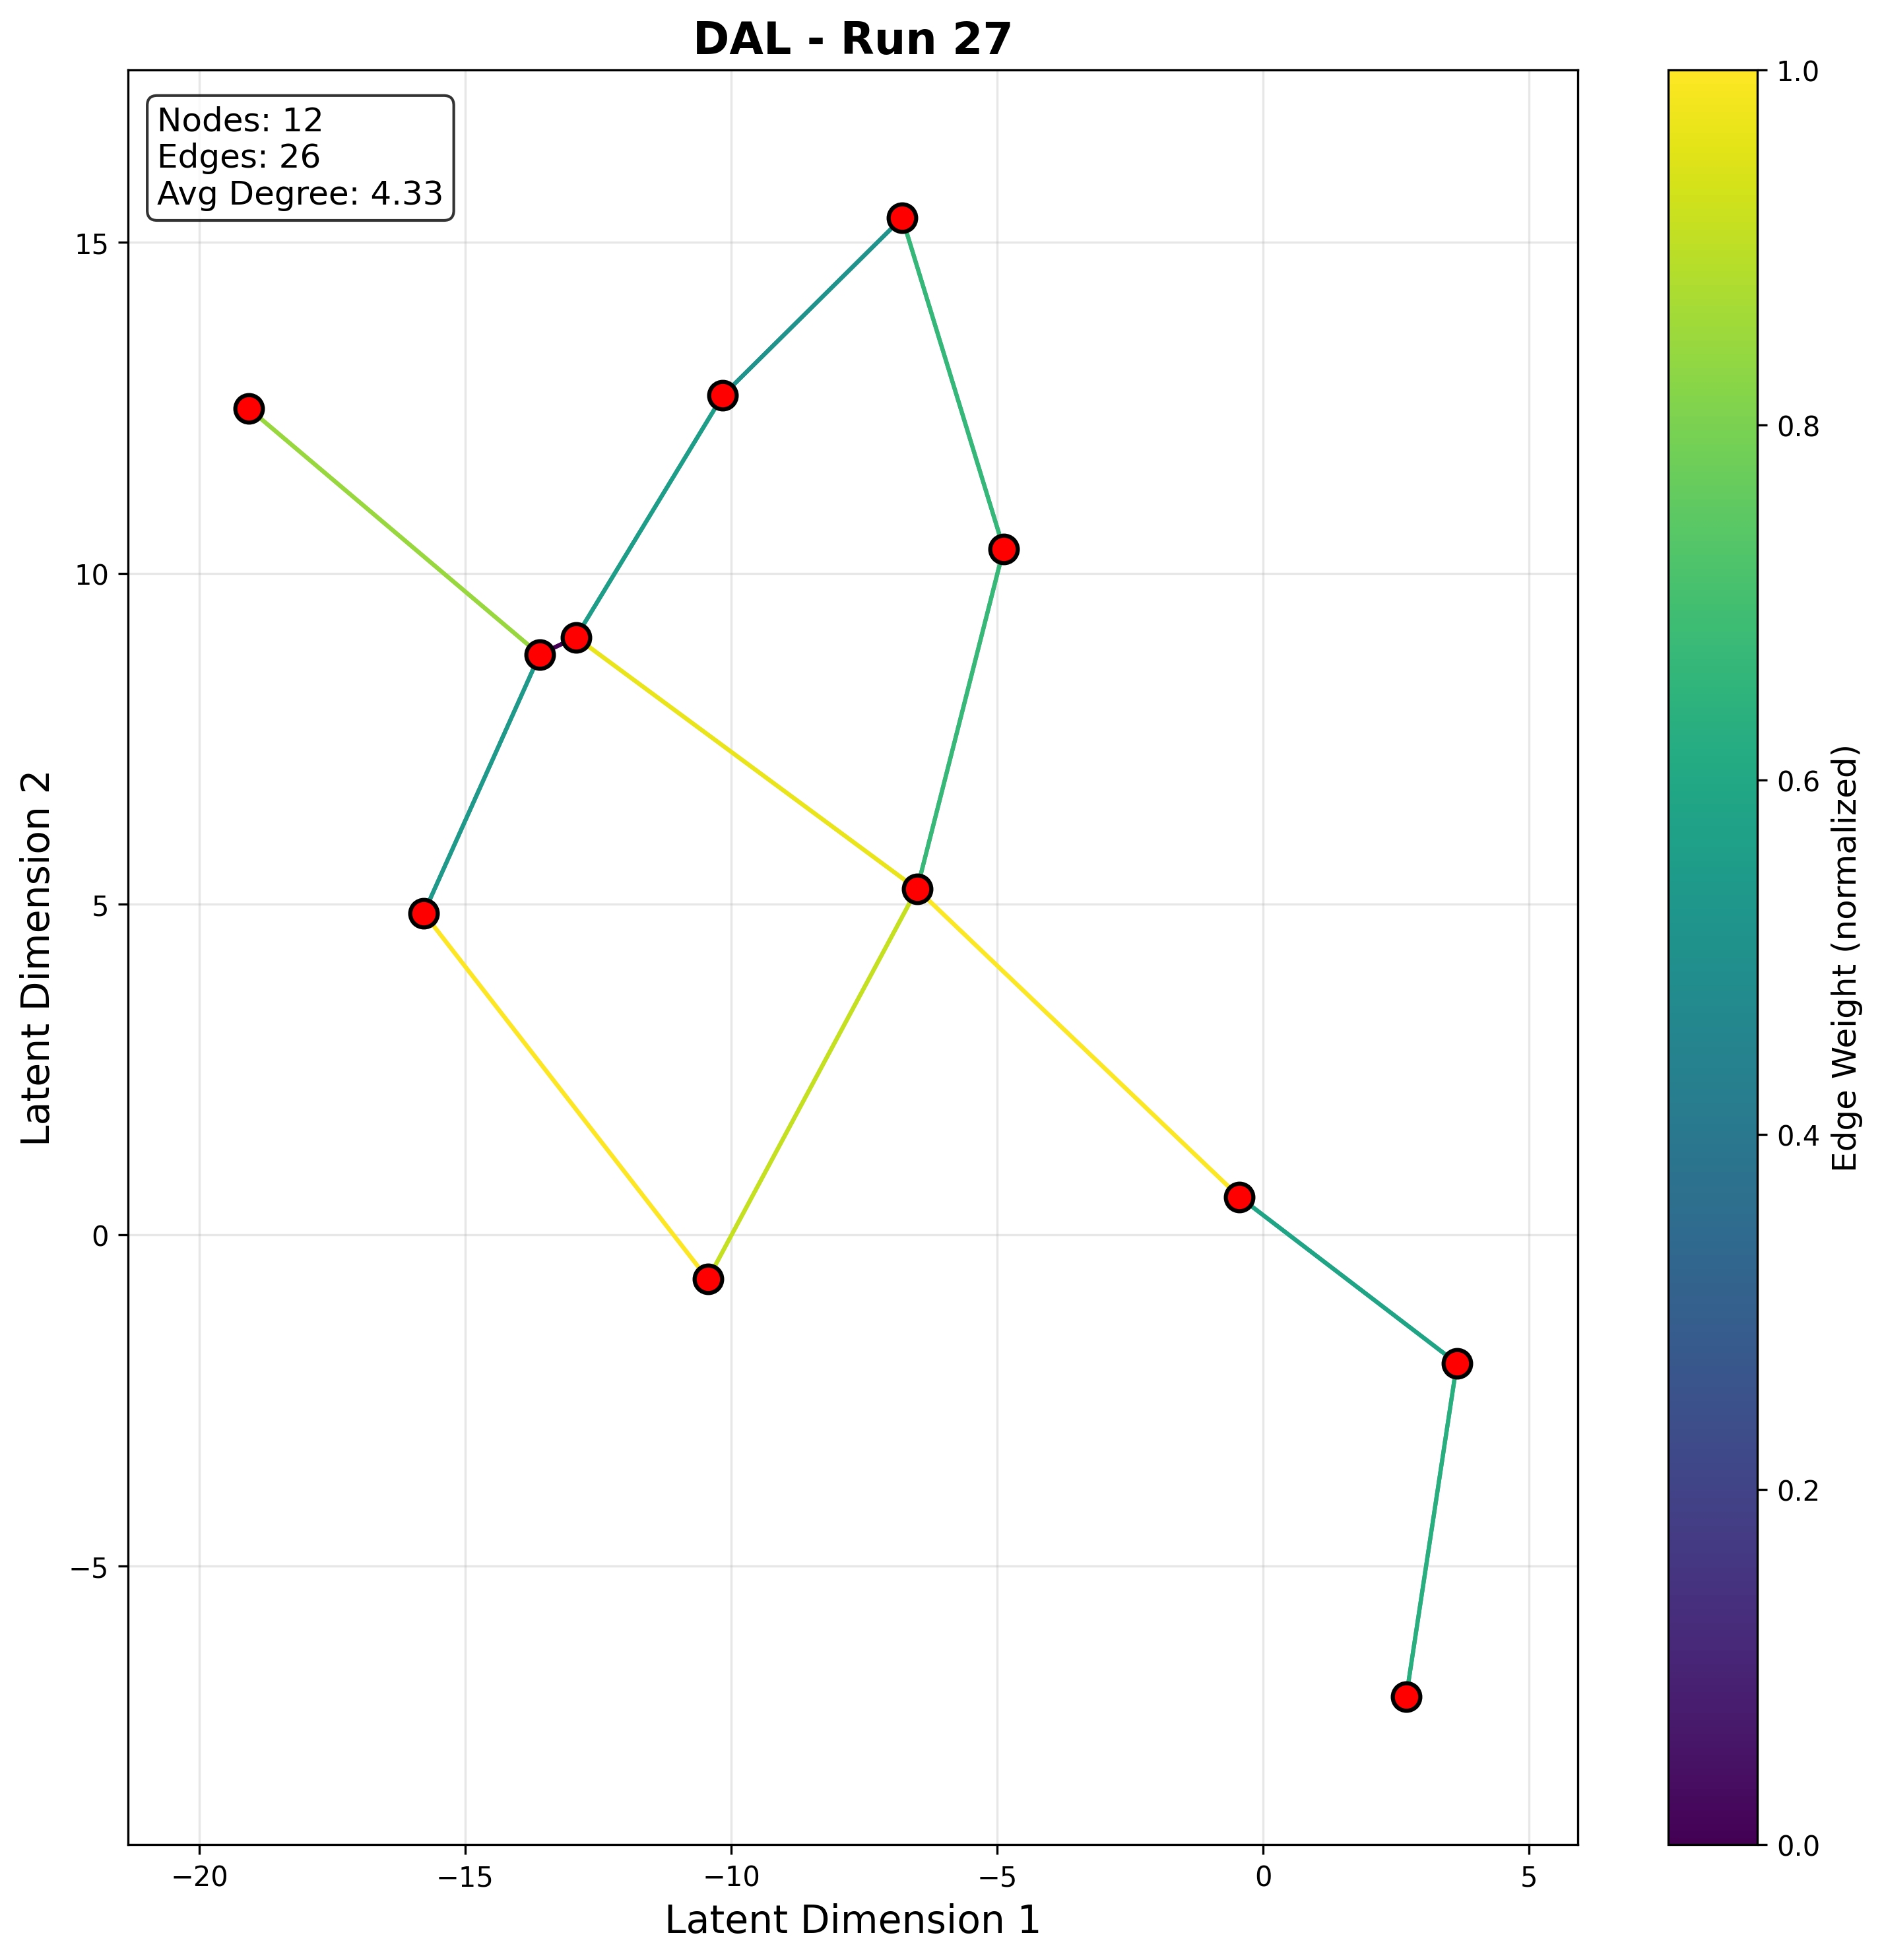 DAL - Run 27
Nodes: 12
Edges: 26
Avg Degree: 4.33
15
10
5
0
−5
Latent Dimension 2
−20
−15
−10
−5
0
5
Latent Dimension 1
1.0
0.8
0.6
0.4
0.2
0.0
Edge Weight (normalized)